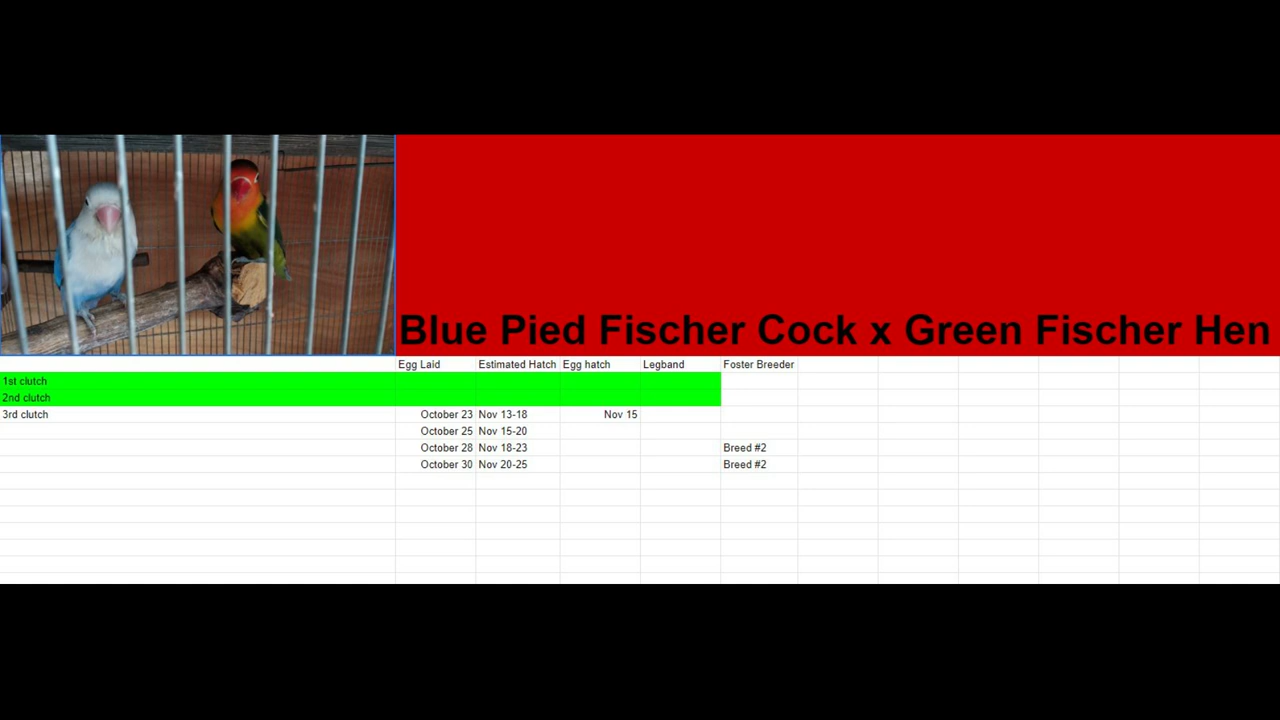 Blue Pied Fischer Cock x Green Fischer Hen
Egg Laid Estimated Hatch Egg hatch Legband Foster Breeder
1st clutch
2nd clutch
3rd clutch October 23 Nov 13-18 Nov 15
October 25 Nov 15-20
October 28 Nov 18-23 Breed #2
October 30 Nov 20-25 Breed #2